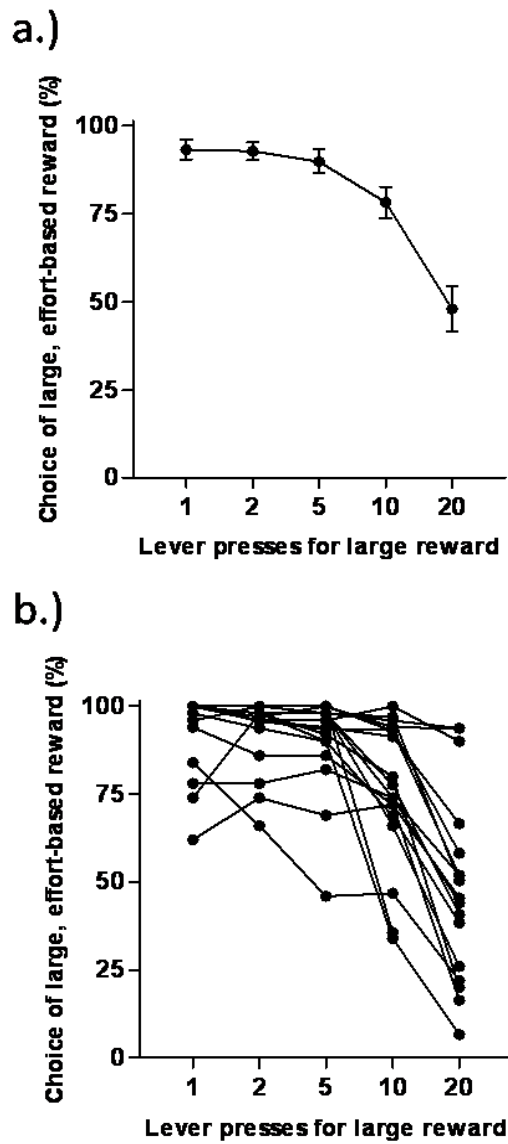 a.)
Choice of large, effort-based reward (%)
100
75
50
25
0
1 2 5 10 20
Lever presses for large reward
b.)
Choice of large, effort-based reward (%)
100
75
50
25
0
1 2 5 10 20
Lever presses for large reward